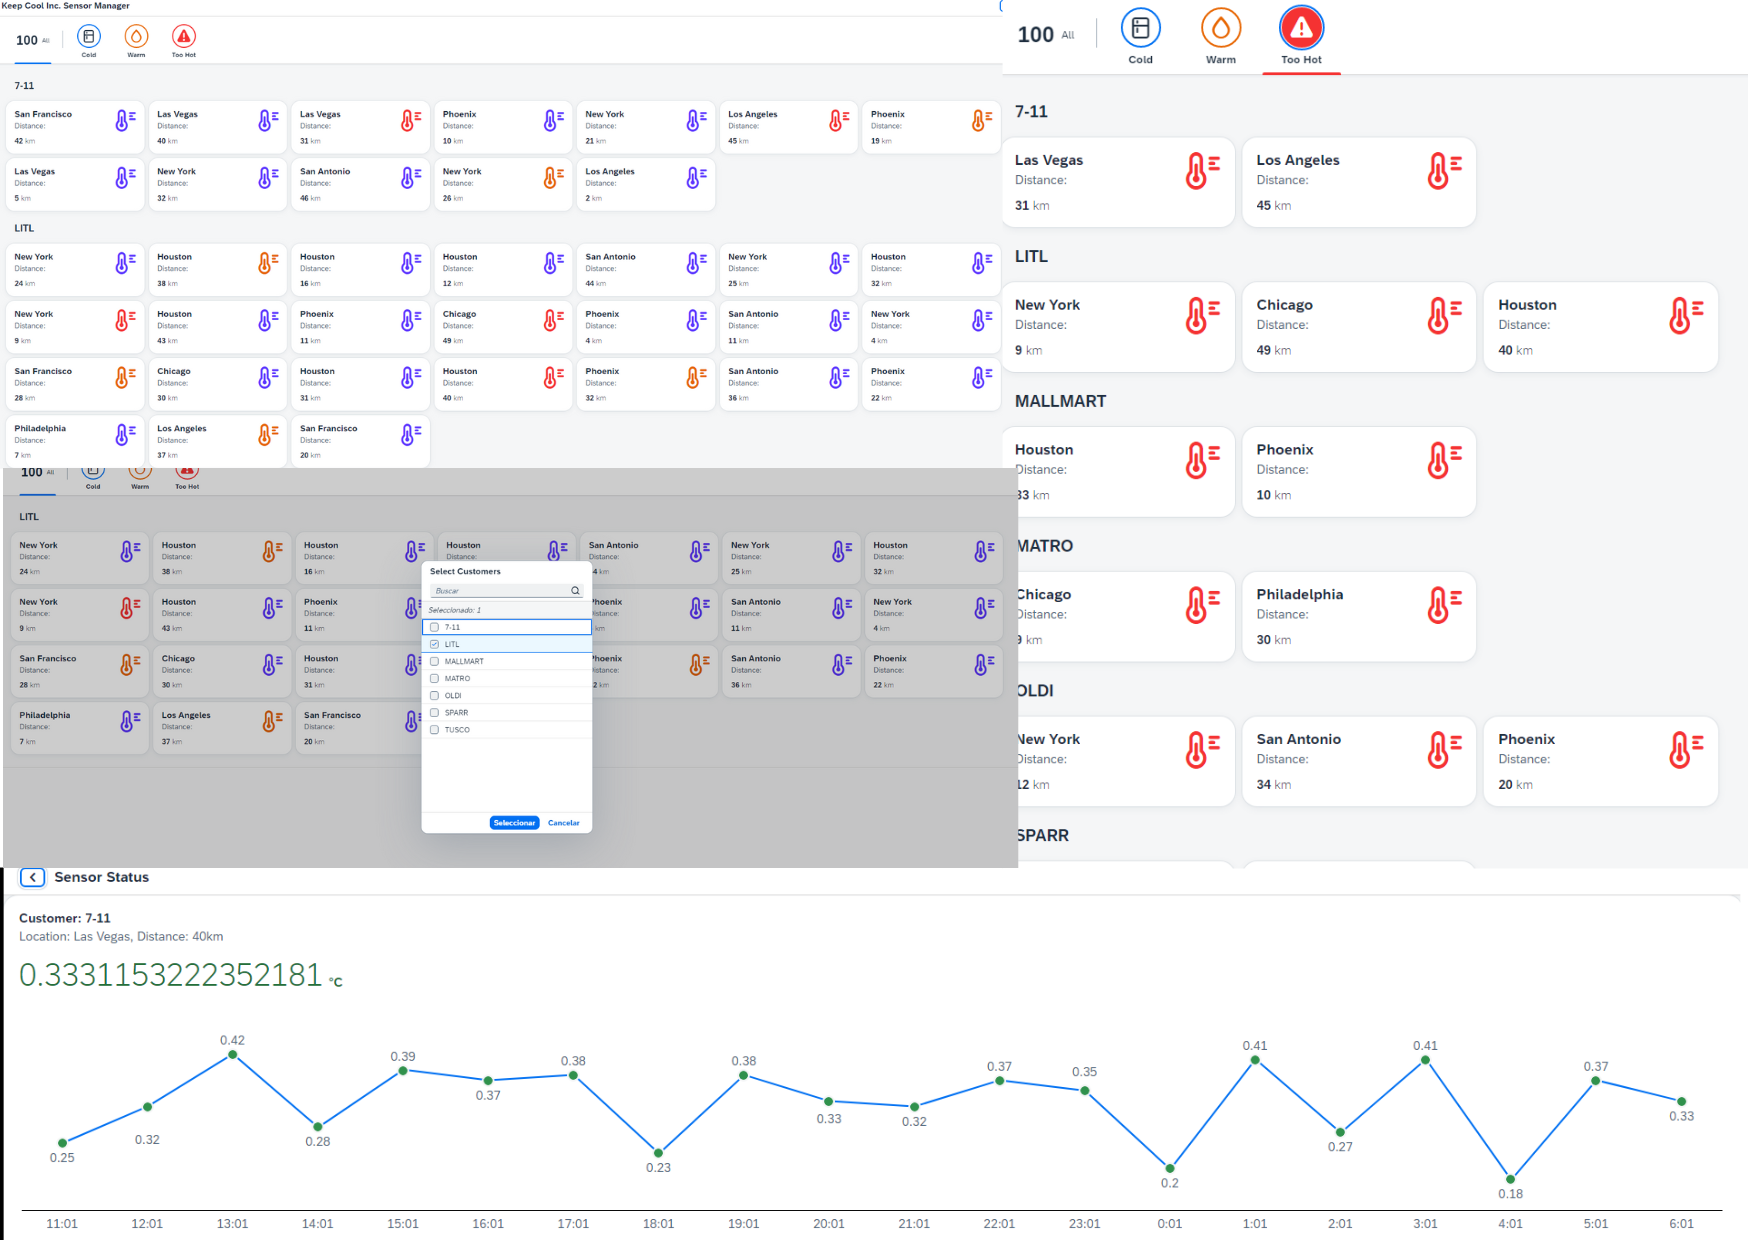 Keep Cool Inc. Sensor Manager
100 All
Cold
Warm
Too Hot
7-11
San Francisco
Distance:
42 km
Las Vegas
Distance:
40 km
Las Vegas
Distance:
31 km
Phoenix
Distance:
10 km
New York
Distance:
21 km
Los Angeles
Distance:
45 km
Phoenix
Distance:
19 km
Las Vegas
Distance:
5 km
New York
Distance:
32 km
San Antonio
Distance:
46 km
New York
Distance:
26 km
Los Angeles
Distance:
2 km
LITL
New York
Distance:
24 km
Houston
Distance:
38 km
Houston
Distance:
16 km
Houston
Distance:
12 km
San Antonio
Distance:
44 km
New York
Distance:
25 km
Houston
Distance:
32 km
New York
Distance:
9 km
Houston
Distance:
43 km
Phoenix
Distance:
11 km
Chicago
Distance:
49 km
Phoenix
Distance:
4 km
San Antonio
Distance:
11 km
New York
Distance:
4 km
San Francisco
Distance:
28 km
Chicago
Distance:
30 km
Houston
Distance:
31 km
Houston
Distance:
40 km
Phoenix
Distance:
32 km
San Antonio
Distance:
36 km
Phoenix
Distance:
22 km
Philadelphia
Distance:
7 km
Los Angeles
Distance:
37 km
San Francisco
Distance:
20 km
100 All
Cold
Warm
Too Hot
7-11
Las Vegas
Distance:
31 km
Los Angeles
Distance:
45 km
LITL
New York
Distance:
9 km
Chicago
Distance:
49 km
Houston
Distance:
40 km
MALLMART
Houston
Distance:
33 km
Phoenix
Distance:
10 km
MATRO
Chicago
Distance:
9 km
Philadelphia
Distance:
30 km
OLDI
New York
Distance:
12 km
San Antonio
Distance:
34 km
Phoenix
Distance:
20 km
SPARR
100 All
Cold
Warm
Too Hot
LITL
New York
Distance:
24 km
Houston
Distance:
38 km
Houston
Distance:
16 km
Houston
Distance:
San Antonio
Distance:
4 km
New York
Distance:
25 km
Houston
Distance:
32 km
New York
Distance:
9 km
Houston
Distance:
43 km
Phoenix
Distance:
11 km
Phoenix
Distance:
km
San Antonio
Distance:
11 km
New York
Distance:
4 km
San Francisco
Distance:
28 km
Chicago
Distance:
30 km
Houston
Distance:
31 km
Phoenix
Distance:
2 km
San Antonio
Distance:
36 km
Phoenix
Distance:
22 km
Philadelphia
Distance:
7 km
Los Angeles
Distance:
37 km
San Francisco
Distance:
20 km
Select Customers
Buscar
Seleccionado: 1
7-11
LITL
MALLMART
MATRO
OLDI
SPARR
TUSCO
Seleccionar Cancelar
Sensor Status
Customer: 7-11
Location: Las Vegas, Distance: 40km
0.3331153222352181 °C
0.25 0.32 0.42 0.28 0.39 0.37 0.38 0.23 0.38 0.33 0.32 0.37 0.35 0.2 0.41 0.27 0.41 0.18 0.37 0.33
11:01 12:01 13:01 14:01 15:01 16:01 17:01 18:01 19:01 20:01 21:01 22:01 23:01 0:01 1:01 2:01 3:01 4:01 5:01 6:01